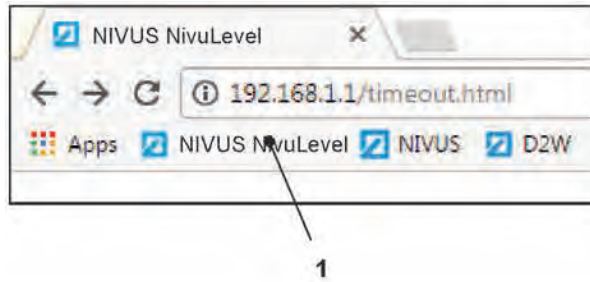 NIVUS NivuLevel
192.168.1.1/timeout.html
Apps NIVUS NivuLevel NIVUS D2W
1